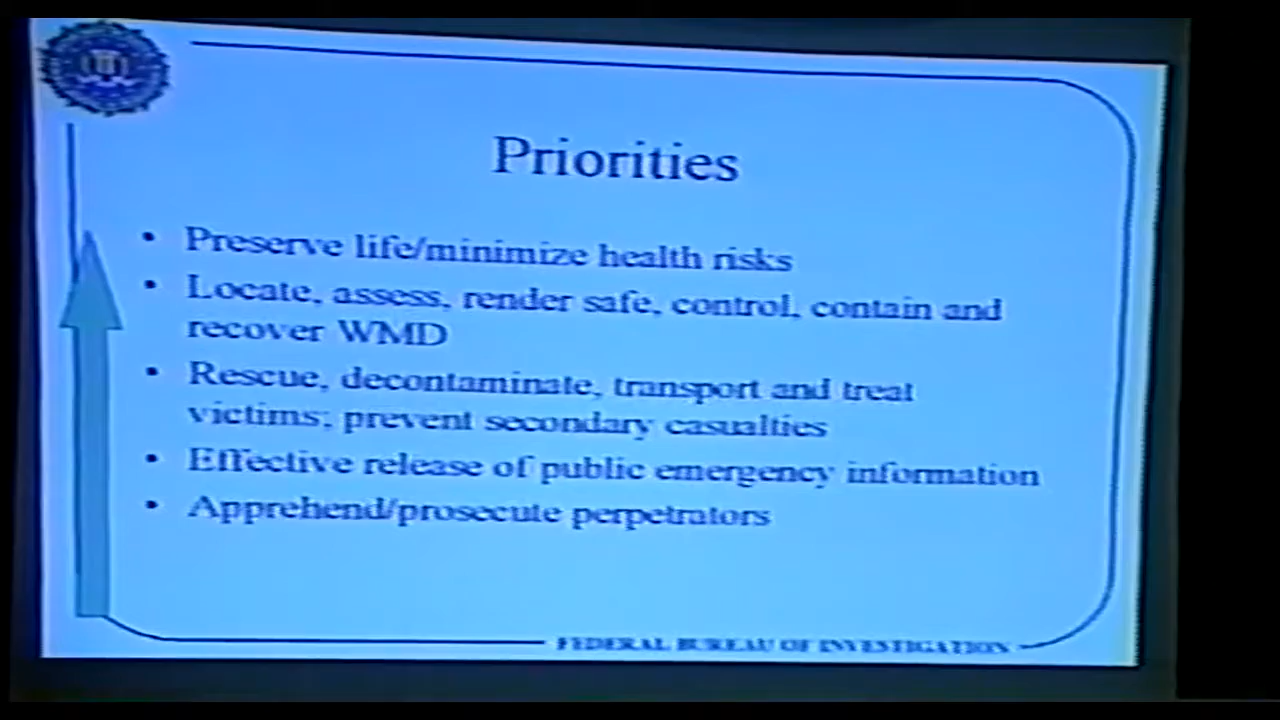 Priorities
• Preserve life/minimize health risks
• Locate, assess, render safe, control, contain and
recover WMD
• Rescue, decontaminate, transport and treat
victims; prevent secondary casualties
• Effective release of public emergency information
• Apprehend/prosecute perpetrators
FEDERAL BUREAU OF INVESTIGATION